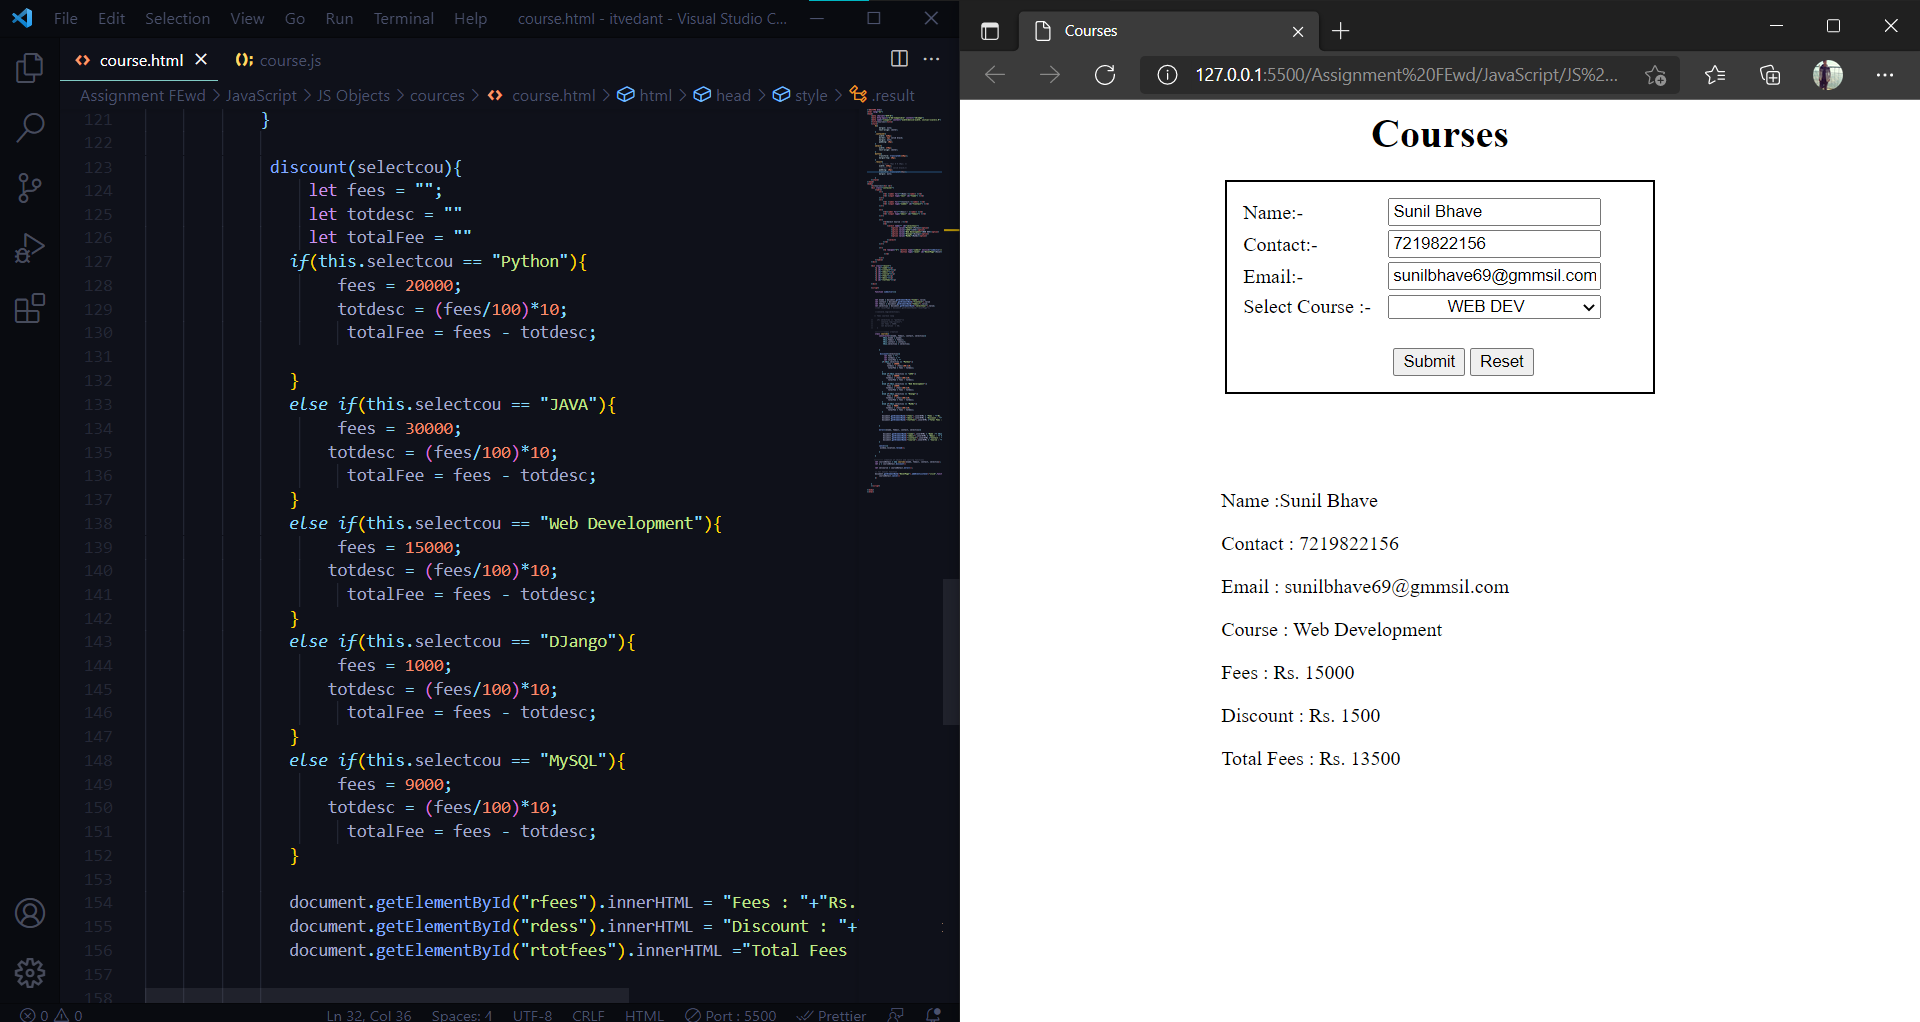 File Edit Selection View Go Run Terminal Help course.html - itvedant - Visual Studio C...
course.html course.js
Assignment FEwd > JavaScript > JS Objects > cources > course.html > html > head > style > .result
121 }
122
123 discount(selectcou){
124 let fees = "";
125 let totdesc = ""
126 let totalFee = ""
127 if(this.selectcou == "Python"){
128 fees = 20000;
129 totdesc = (fees/100)*10;
130 totalFee = fees - totdesc;
131
132 }
133 else if(this.selectcou == "JAVA"){
134 fees = 30000;
135 totdesc = (fees/100)*10;
136 totalFee = fees - totdesc;
137 }
138 else if(this.selectcou == "Web Development"){
139 fees = 15000;
140 totdesc = (fees/100)*10;
141 totalFee = fees - totdesc;
142 }
143 else if(this.selectcou == "DJango"){
144 fees = 1000;
145 totdesc = (fees/100)*10;
146 totalFee = fees - totdesc;
147 }
148 else if(this.selectcou == "MySQL"){
149 fees = 9000;
150 totdesc = (fees/100)*10;
151 totalFee = fees - totdesc;
152 }
153
154 document.getElementById("rfees").innerHTML = "Fees : "+"Rs.
155 document.getElementById("rdess").innerHTML = "Discount : "+
156 document.getElementById("rtotfees").innerHTML ="Total Fees
157
158
0 0 Ln 32, Col 36 Spaces: 4 UTF-8 CRLF HTML Port : 5500 Prettier
Courses
127.0.0.1:5500/Assignment%20FEwd/JavaScript/JS%2...
Courses
Name:- Sunil Bhave
Contact:- 7219822156
Email:- sunilbhave69@gmmsil.com
Select Course :- WEB DEV
Submit Reset
Name :Sunil Bhave
Contact : 7219822156
Email : sunilbhave69@gmmsil.com
Course : Web Development
Fees : Rs. 15000
Discount : Rs. 1500
Total Fees : Rs. 13500